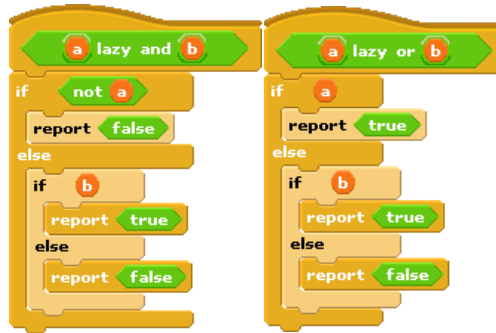 a lazy and b
if not a
report false
else
if b
report true
else
report false
a lazy or b
if a
report true
else
if b
report true
else
report false